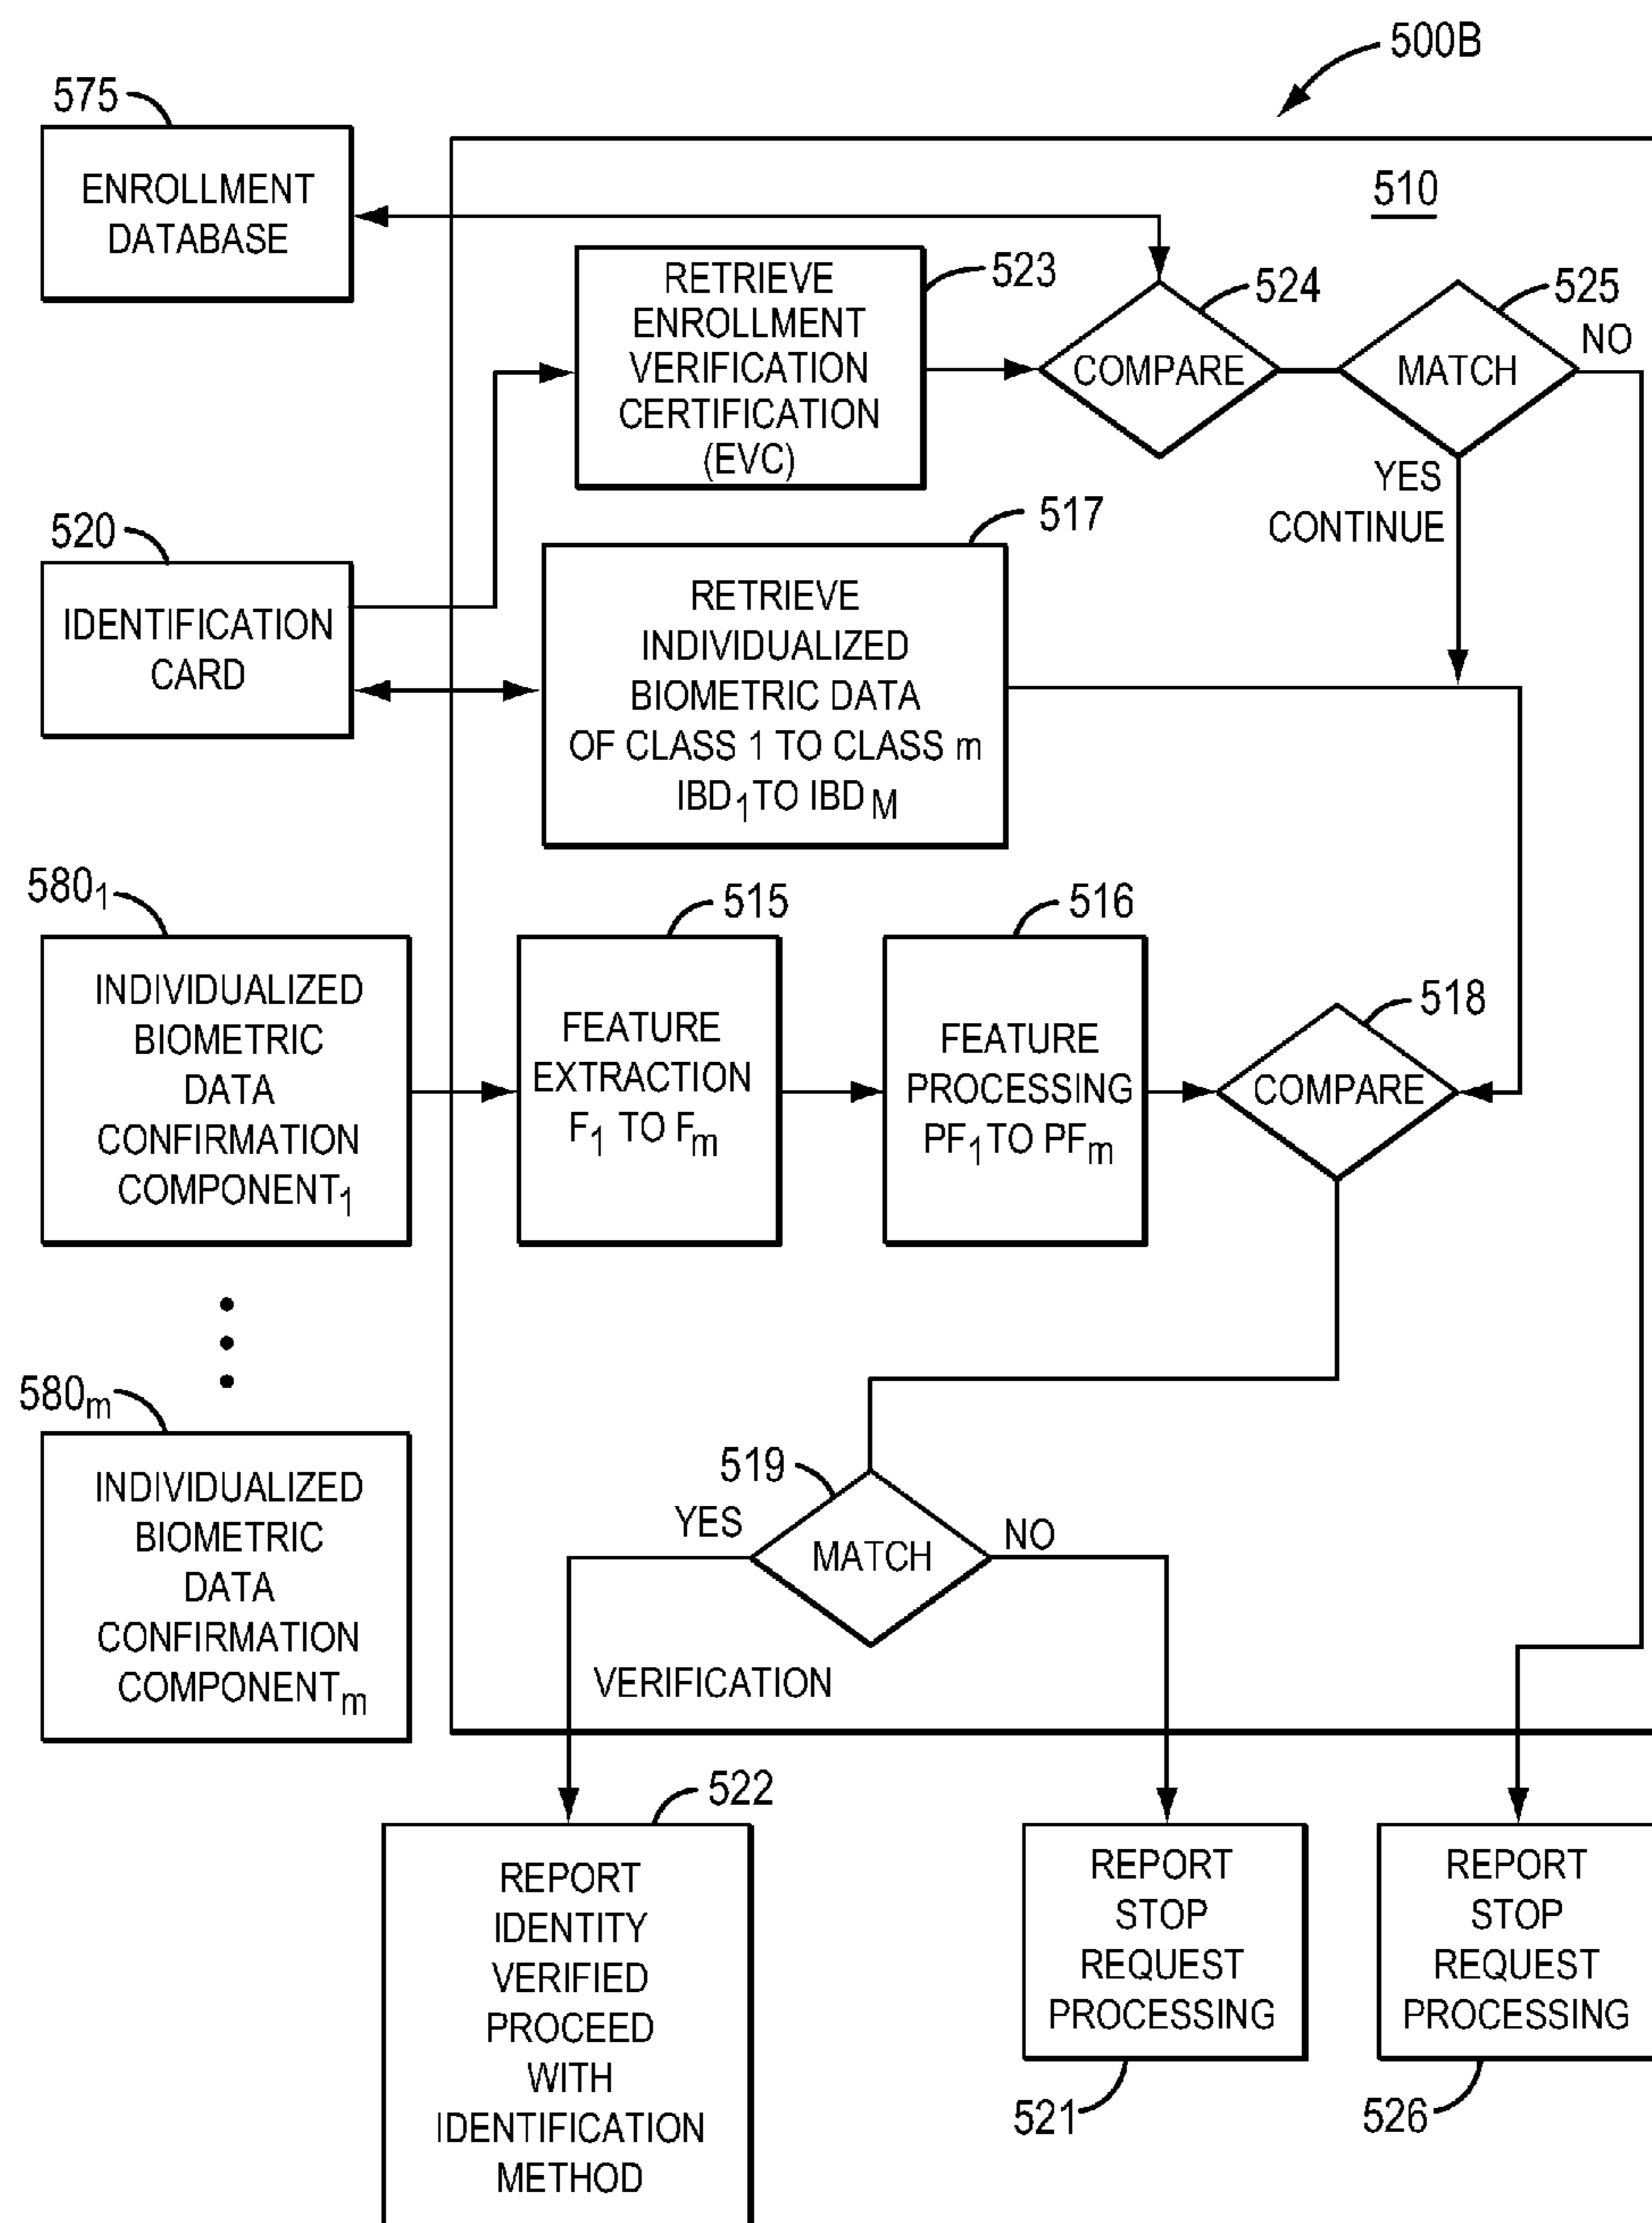 500B
575
ENROLLMENT
DATABASE
510
RETRIEVE
ENROLLMENT
VERIFICATION
CERTIFICATION
(EVC)
523
COMPARE
524
MATCH
525
NO
YES
CONTINUE
520
IDENTIFICATION
CARD
517
RETRIEVE
INDIVIDUALIZED
BIOMETRIC DATA
OF CLASS 1 TO CLASS m
IBD1 TO IBDM
5801
INDIVIDUALIZED
BIOMETRIC
DATA
CONFIRMATION
COMPONENT1
515
FEATURE
EXTRACTION
F1 TO Fm
516
FEATURE
PROCESSING
PF1 TO PFm
518
COMPARE
580m
INDIVIDUALIZED
BIOMETRIC
DATA
CONFIRMATION
COMPONENTm
519
YES
MATCH
NO
VERIFICATION
522
REPORT
IDENTITY
VERIFIED
PROCEED
WITH
IDENTIFICATION
METHOD
REPORT
STOP
REQUEST
PROCESSING
521
REPORT
STOP
REQUEST
PROCESSING
526